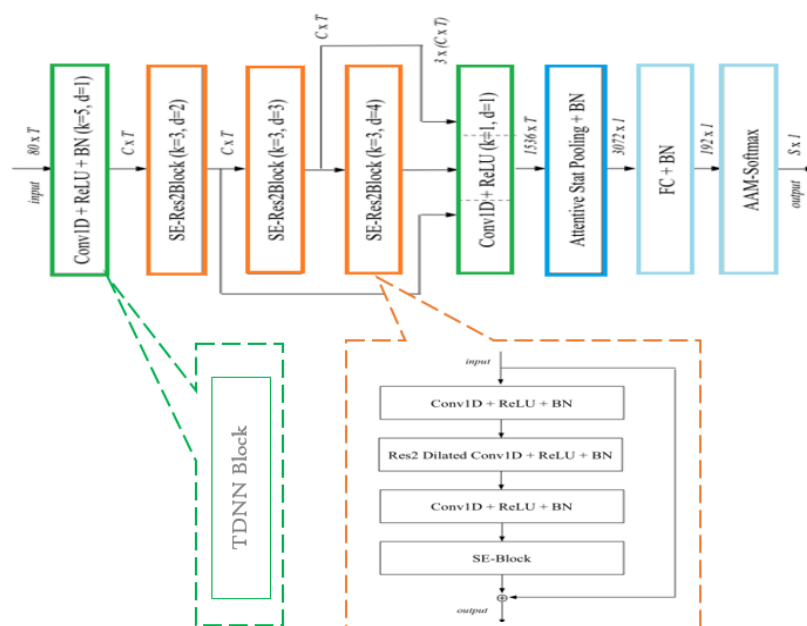 input
80 x T
Conv1D + ReLU + BN (k=5, d=1)
C x T
SE-Res2Block (k=3, d=2)
C x T
SE-Res2Block (k=3, d=3)
C x T
SE-Res2Block (k=3, d=4)
3 x (C x T)
Conv1D + ReLU (k=1, d=1)
1536 x T
Attentive Stat Pooling + BN
3072 x 1
FC + BN
192 x 1
AAM-Softmax
S x 1
output
TDNN Block
input
Conv1D + ReLU + BN
Res2 Dilated Conv1D + ReLU + BN
Conv1D + ReLU + BN
SE-Block
output